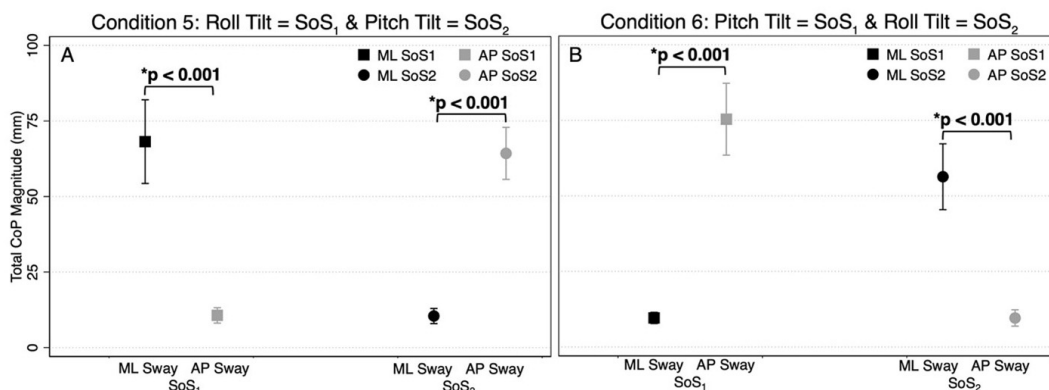 Condition 5: Roll Tilt = SoS₁ & Pitch Tilt = SoS₂
Condition 6: Pitch Tilt = SoS₁ & Roll Tilt = SoS₂
Total CoP Magnitude (mm)
100
75
50
25
0
A
ML SoS1 AP SoS1
ML SoS2 AP SoS2
*p < 0.001
*p < 0.001
ML Sway AP Sway ML Sway AP Sway
SoS₁ SoS₂
B
ML SoS1 AP SoS1
ML SoS2 AP SoS2
*p < 0.001
*p < 0.001
ML Sway AP Sway ML Sway AP Sway
SoS₁ SoS₂